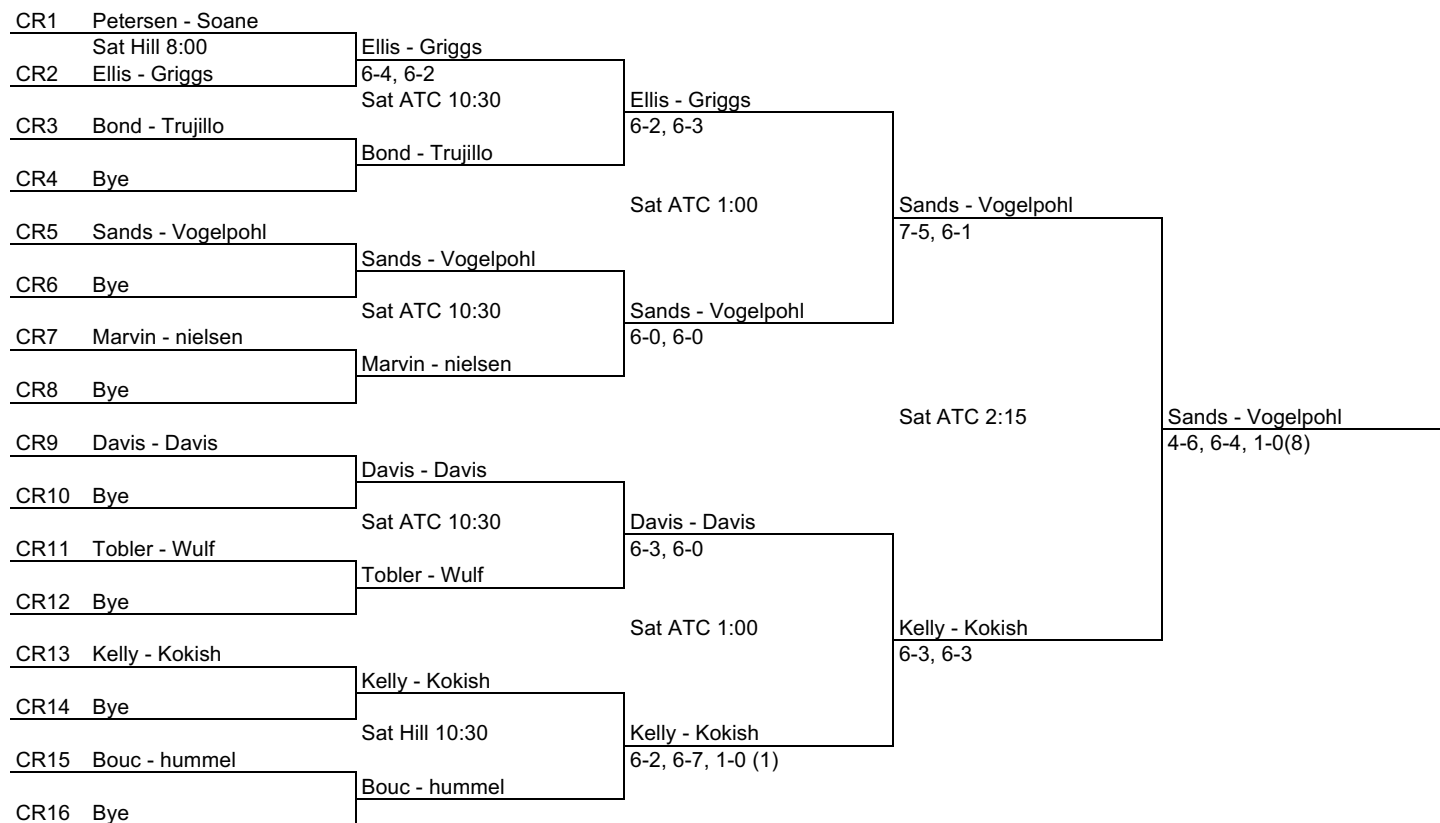 CR1 Petersen - Soane
Sat Hill 8:00 Ellis - Griggs
CR2 Ellis - Griggs 6-4, 6-2
Sat ATC 10:30 Ellis - Griggs
CR3 Bond - Trujillo 6-2, 6-3
Bond - Trujillo
CR4 Bye
Sat ATC 1:00 Sands - Vogelpohl
CR5 Sands - Vogelpohl 7-5, 6-1
Sands - Vogelpohl
CR6 Bye
Sat ATC 10:30 Sands - Vogelpohl
CR7 Marvin - nielsen 6-0, 6-0
Marvin - nielsen
CR8 Bye
Sat ATC 2:15 Sands - Vogelpohl
CR9 Davis - Davis 4-6, 6-4, 1-0(8)
Davis - Davis
CR10 Bye
Sat ATC 10:30 Davis - Davis
CR11 Tobler - Wulf 6-3, 6-0
Tobler - Wulf
CR12 Bye
Sat ATC 1:00 Kelly - Kokish
CR13 Kelly - Kokish 6-3, 6-3
Kelly - Kokish
CR14 Bye
Sat Hill 10:30 Kelly - Kokish
CR15 Bouc - hummel 6-2, 6-7, 1-0 (1)
Bouc - hummel
CR16 Bye